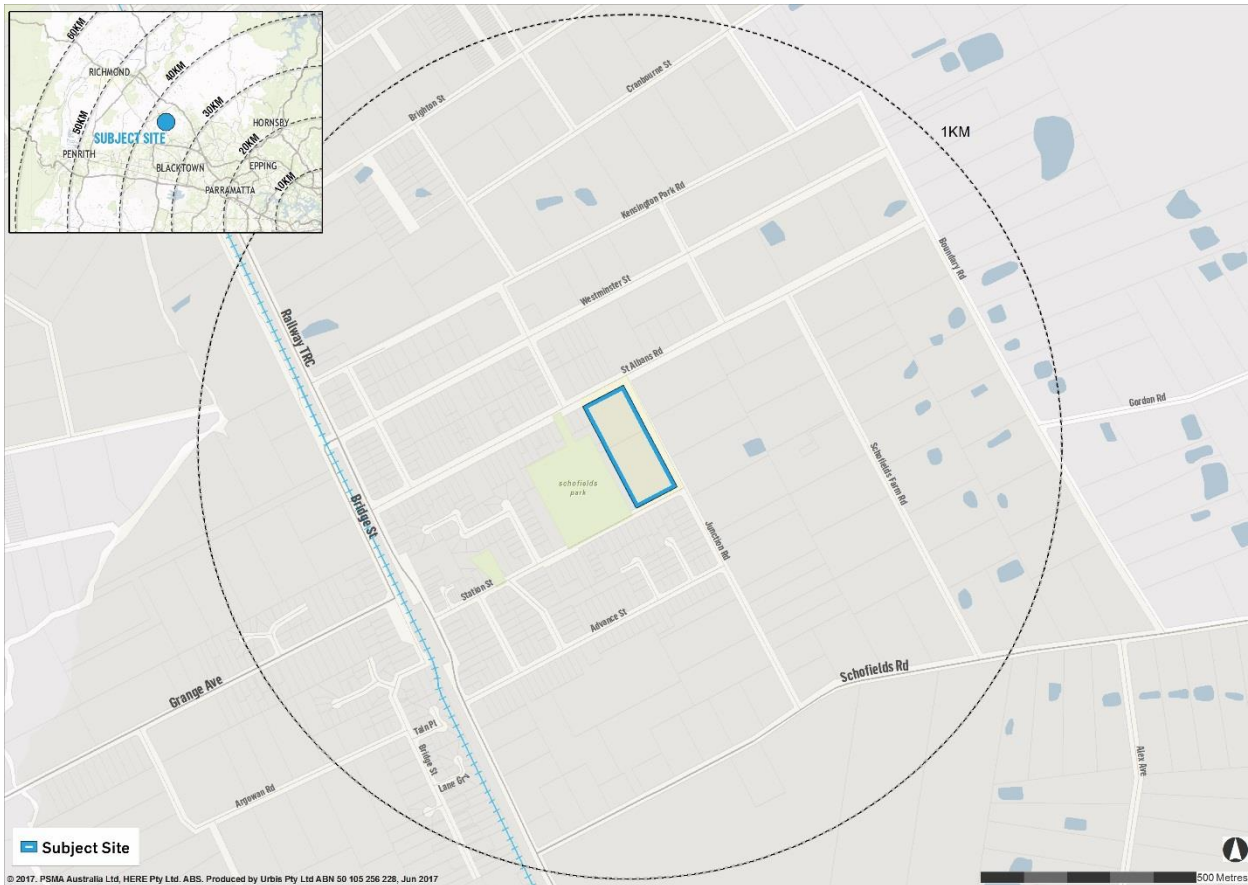 60KM
50KM
40KM
30KM
20KM
10KM
RICHMOND
HORNSBY
SUBJECT SITE
PENRITH
BLACKTOWN
EPPING
PARRAMATTA
Brighton St
Cranbourne St
1KM
Kensington Park Rd
Boundary Rd
Westminster St
Railway TRC
St Albans Rd
Gordon Rd
Schofields Farm Rd
schofields
park
Bridge St
Junction Rd
Station St
Advance St
Schofields Rd
Grange Ave
Tain Pl
Bridge St
Lane Grv
Argowan Rd
Alex Ave
Subject Site
© 2017. PSMA Australia Ltd, HERE Pty Ltd. ABS. Produced by Urbis Pty Ltd ABN 50 105 256 228, Jun 2017
500 Metres